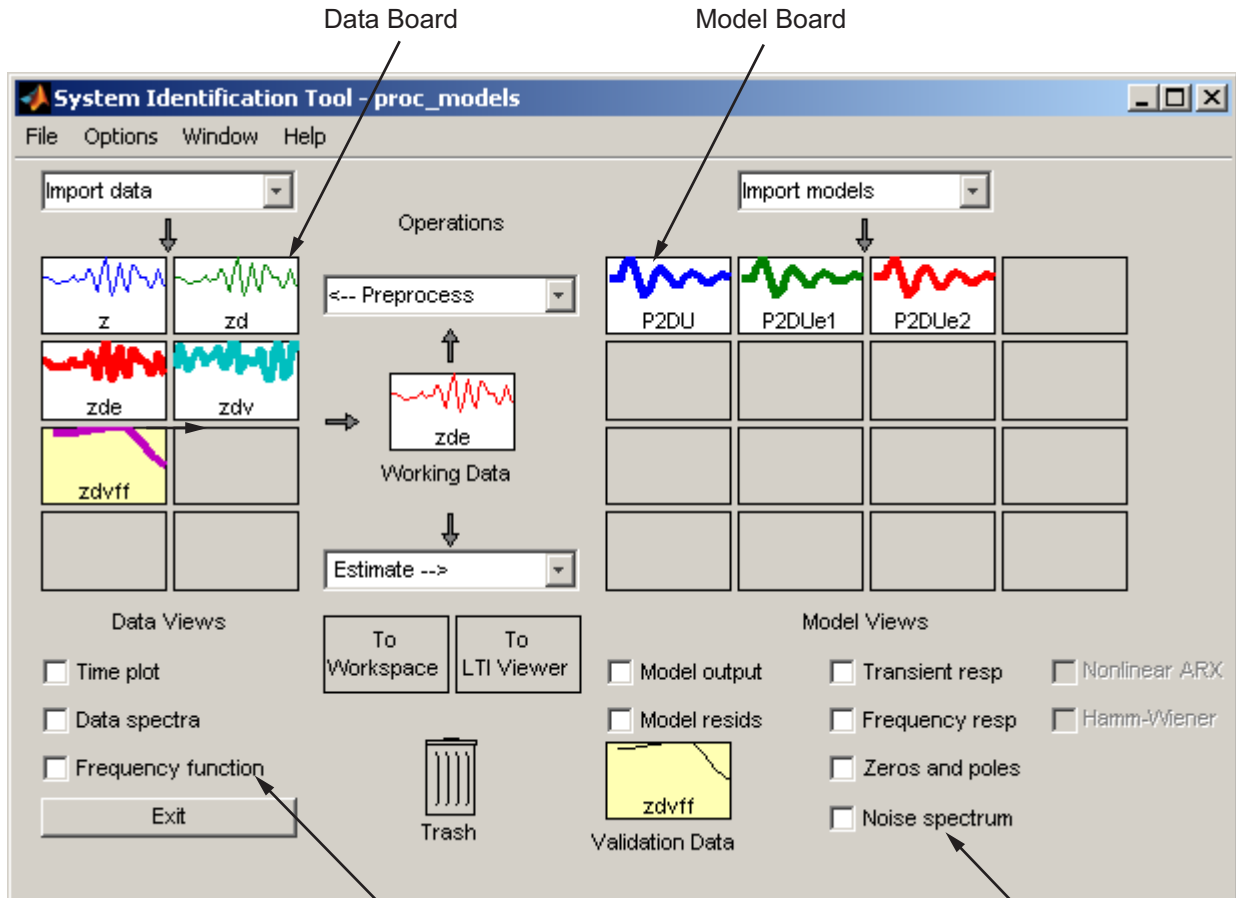 Data Board
Model Board
System Identification Tool - proc_models
File Options Window Help
Import data
Operations
Import models
z
zd
<-- Preprocess
P2DU
P2DUe1
P2DUe2
zde
zdv
zde
Working Data
zdvff
Estimate -->
Data Views
To Workspace
To LTI Viewer
Model Views
Time plot
Model output
Transient resp
Nonlinear ARX
Data spectra
Model resids
Frequency resp
Hamm-Wiener
Frequency function
Zeros and poles
zdvff
Exit
Trash
Validation Data
Noise spectrum